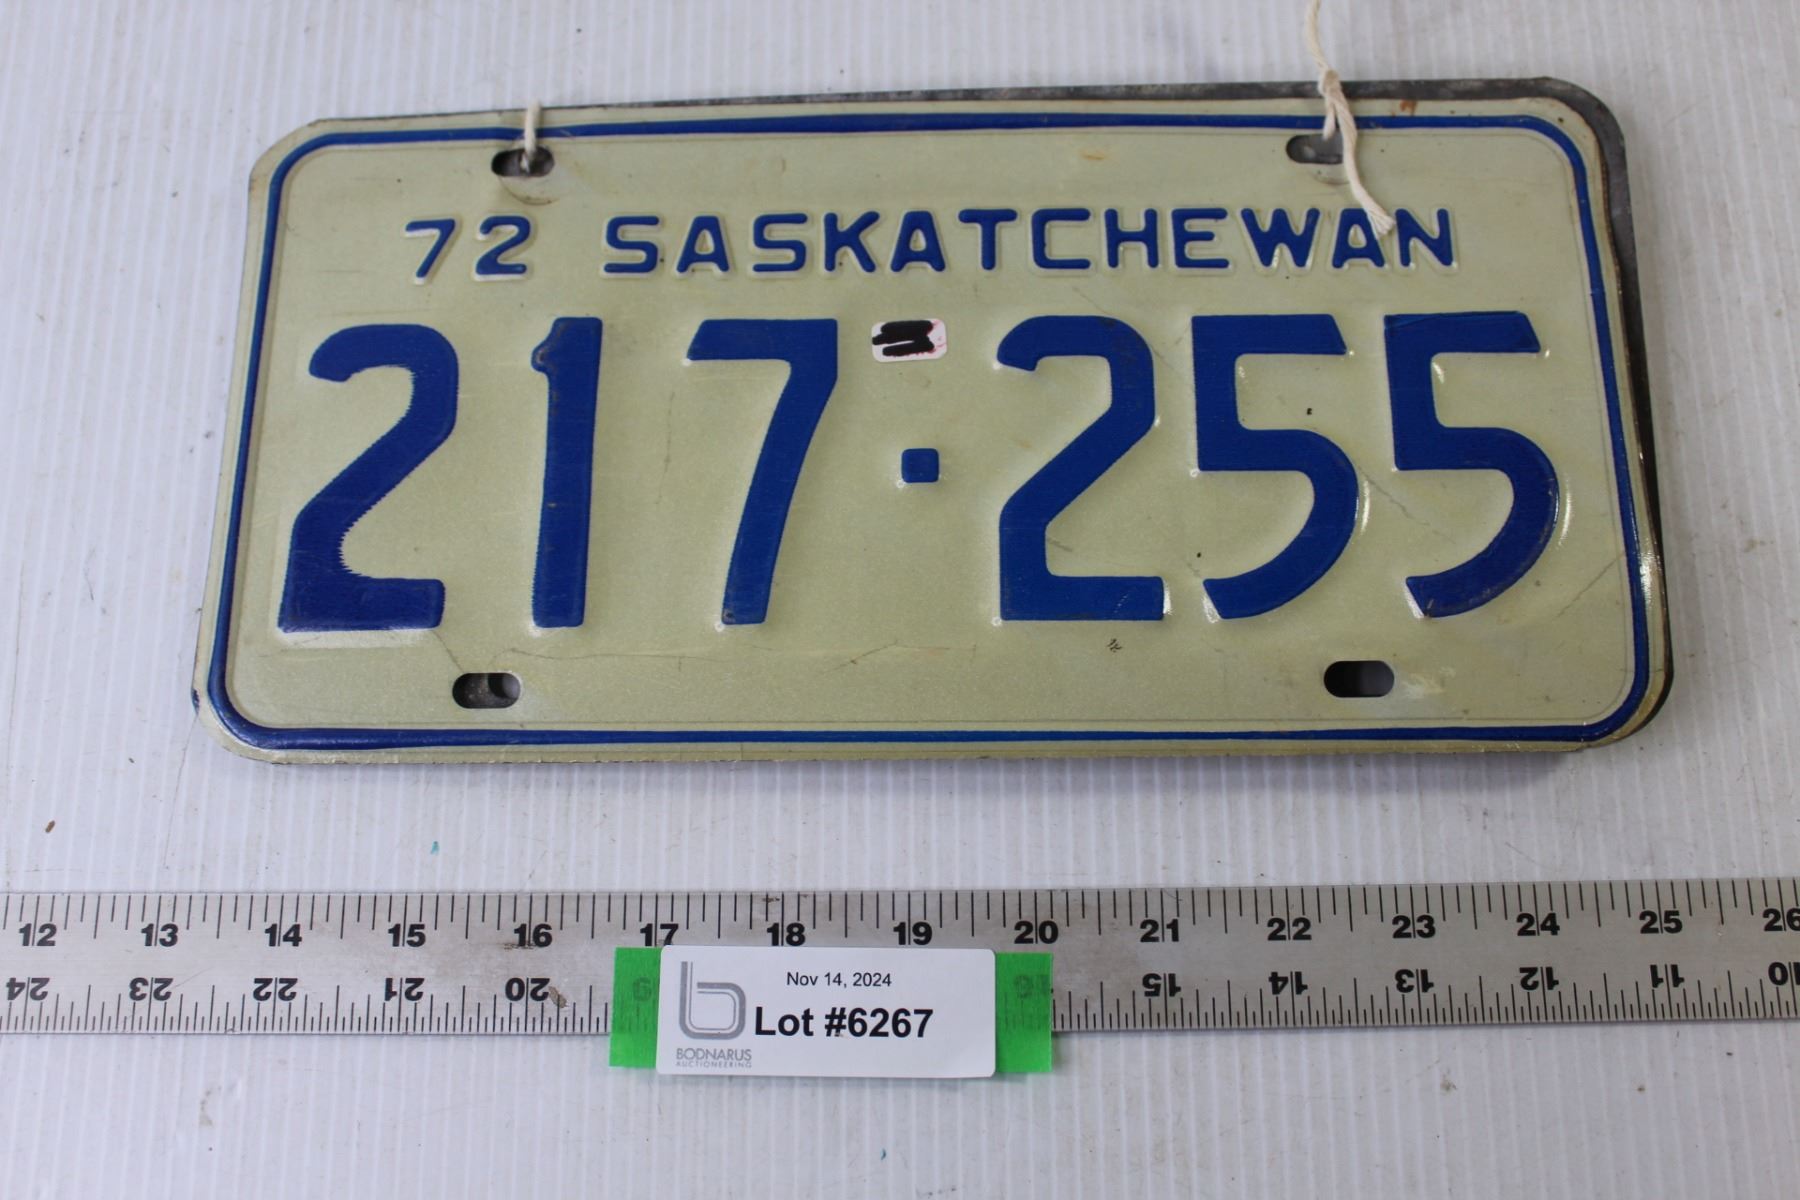 72 SASKATCHEWAN
217·255
12 13 14 15 16 17 18 19 20 21 22 23 24 25 26
24 23 22 21 20 15 14 13 12 11 10
Nov 14, 2024
Lot #6267
b
BODNARUS
AUCTIONEERING